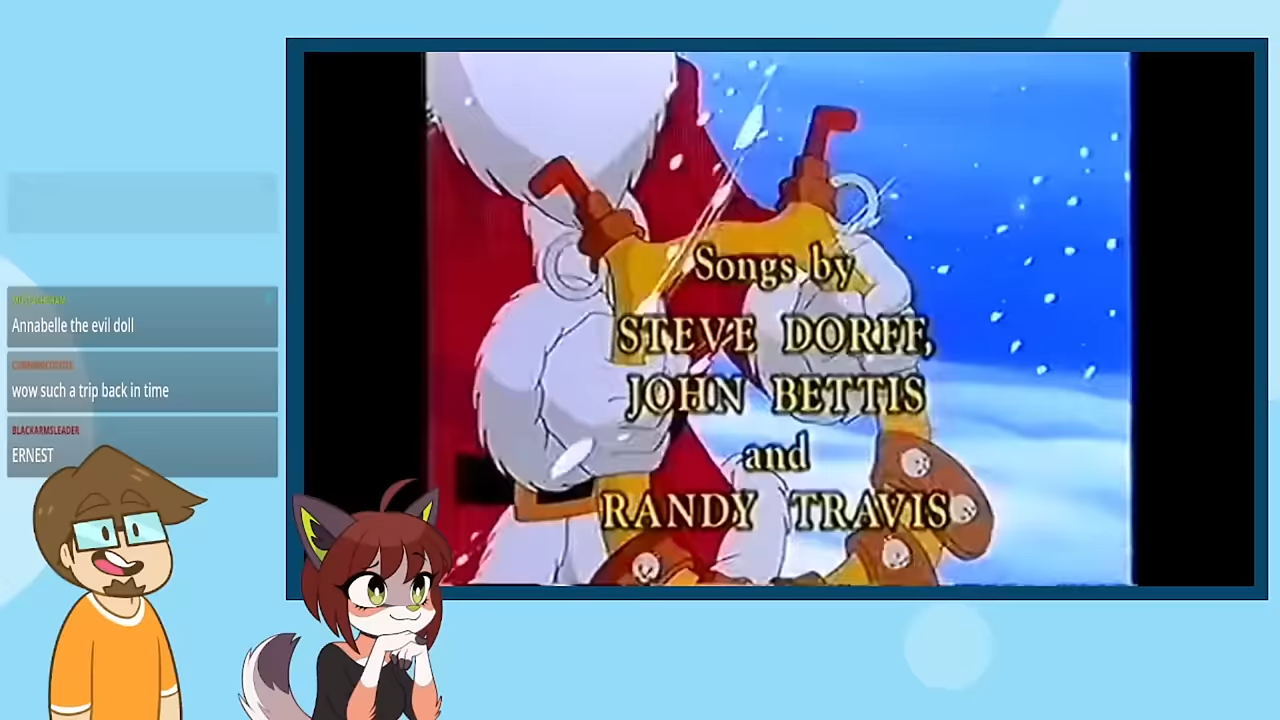 Annabelle the evil doll
wow such a trip back in time
BLACKARMSLEADER
ERNEST
Songs by
STEVE DORFF,
JOHN BETTIS
and
RANDY TRAVIS